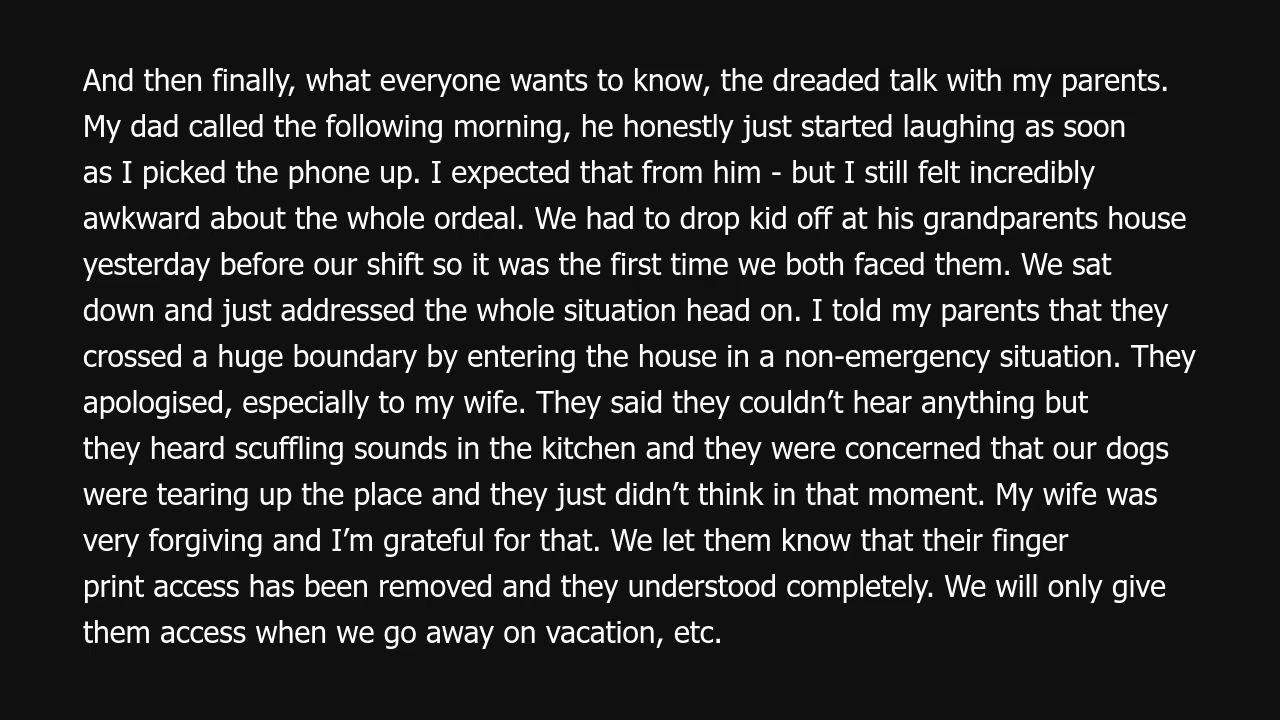 And then finally, what everyone wants to know, the dreaded talk with my parents.
My dad called the following morning, he honestly just started laughing as soon
as I picked the phone up. I expected that from him - but I still felt incredibly
awkward about the whole ordeal. We had to drop kid off at his grandparents house
yesterday before our shift so it was the first time we both faced them. We sat
down and just addressed the whole situation head on. I told my parents that they
crossed a huge boundary by entering the house in a non-emergency situation. They
apologised, especially to my wife. They said they couldn’t hear anything but
they heard scuffling sounds in the kitchen and they were concerned that our dogs
were tearing up the place and they just didn’t think in that moment. My wife was
very forgiving and I’m grateful for that. We let them know that their finger
print access has been removed and they understood completely. We will only give
them access when we go away on vacation, etc.